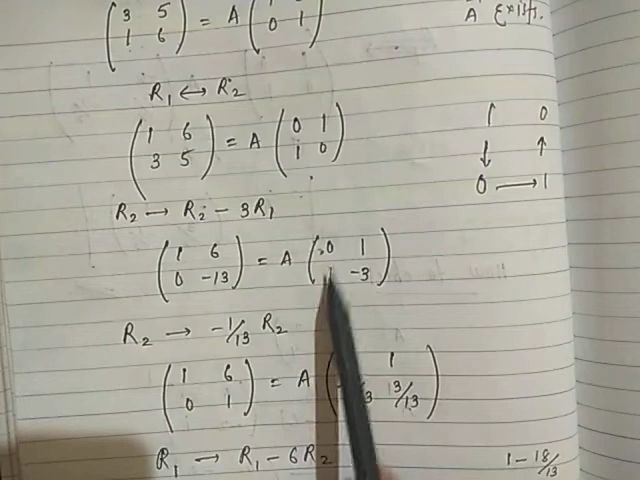 (3 5 / 1 6) = A (0 1)
A exists.
R₁ ↔ R₂
(1 6 / 3 5) = A (0 1 / 1 0)
1 0
↓ ↑
0 → 1
R₂ → R₂ - 3R₁
(1 6 / 0 -13) = A (0 1 / 1 -3)
R₂ → -1/13 R₂
(1 6 / 0 1) = A ( 1 / 3/13)
R₁ → R₁ - 6R₂
1 - 18/13